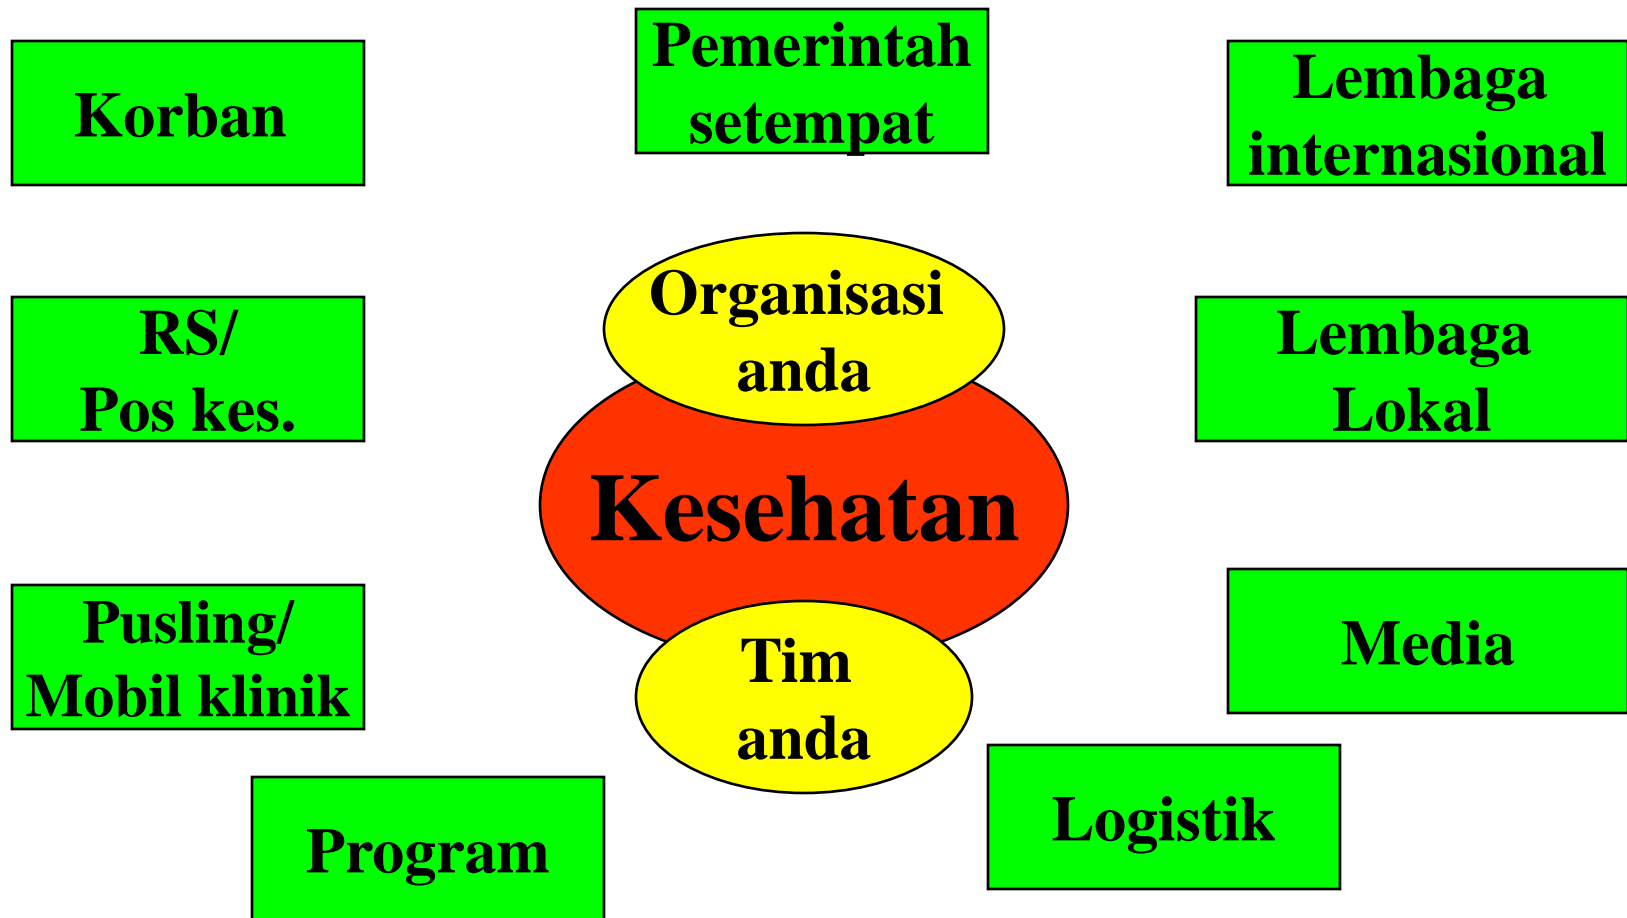 Korban
Pemerintah
setempat
Lembaga
internasional
RS/
Pos kes.
Organisasi
anda
Lembaga
Lokal
Kesehatan
Pusling/
Mobil klinik
Tim
anda
Media
Program
Logistik